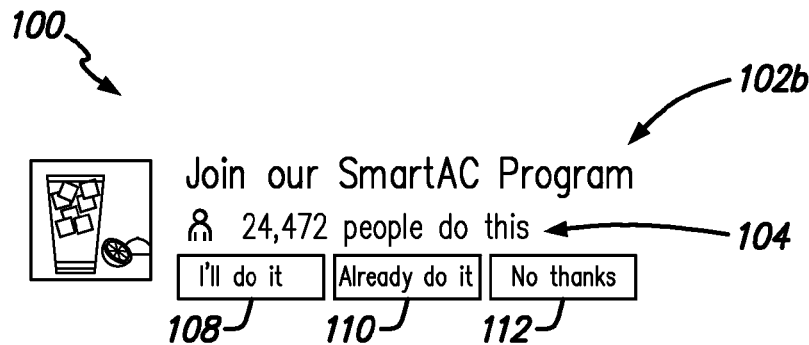 100
102b
Join our SmartAC Program
24,472 people do this
104
I'll do it
Already do it
No thanks
108
110
112